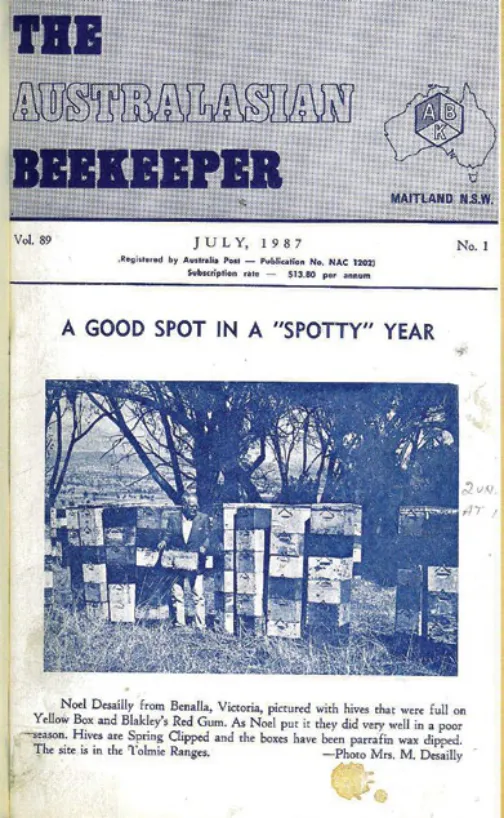 THE
AUSTRALASIAN
BEEKEEPER
A B
K
MAITLAND N.S.W.
Vol. 89
JULY, 1987
No. 1
(Registered by Australia Post — Publication No. NAC 1202)
Subscription rate — $13.80 per annum
A GOOD SPOT IN A "SPOTTY" YEAR
Noel Desailly from Benalla, Victoria, pictured with hives that were full on
Yellow Box and Blakley's Red Gum. As Noel put it they did very well in a poor
season. Hives are Spring Clipped and the boxes have been parrafin wax dipped.
The site is in the Tolmie Ranges. —Photo Mrs. M. Desailly